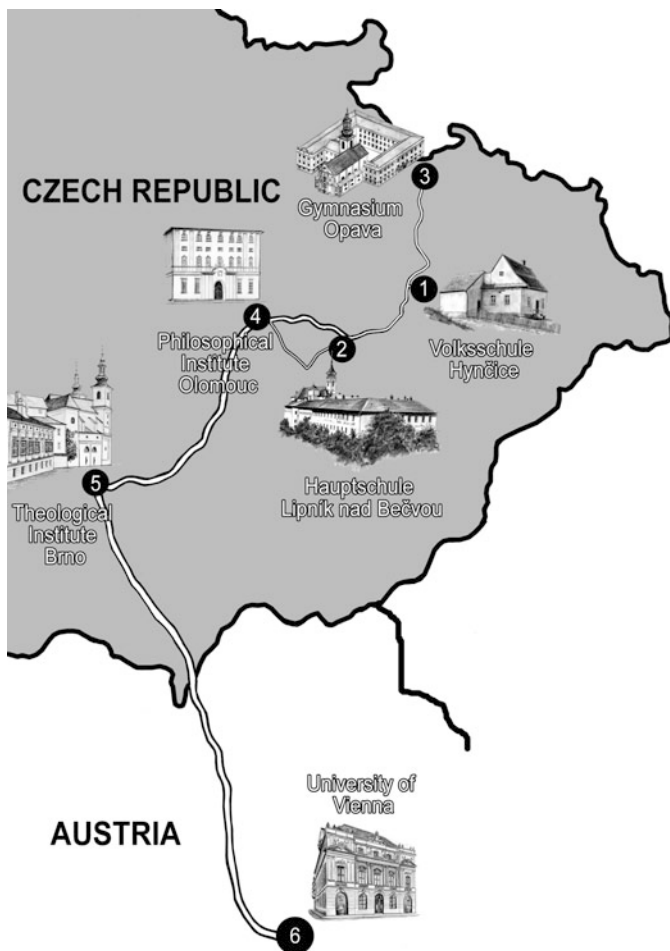 3
Gymnasium
Opava
CZECH REPUBLIC
1
Volksschule
Hynčice
4
Philosophical
Institute
Olomouc
2
Hauptschule
Lipník nad Bečvou
5
Theological
Institute
Brno
University of
Vienna
AUSTRIA
6